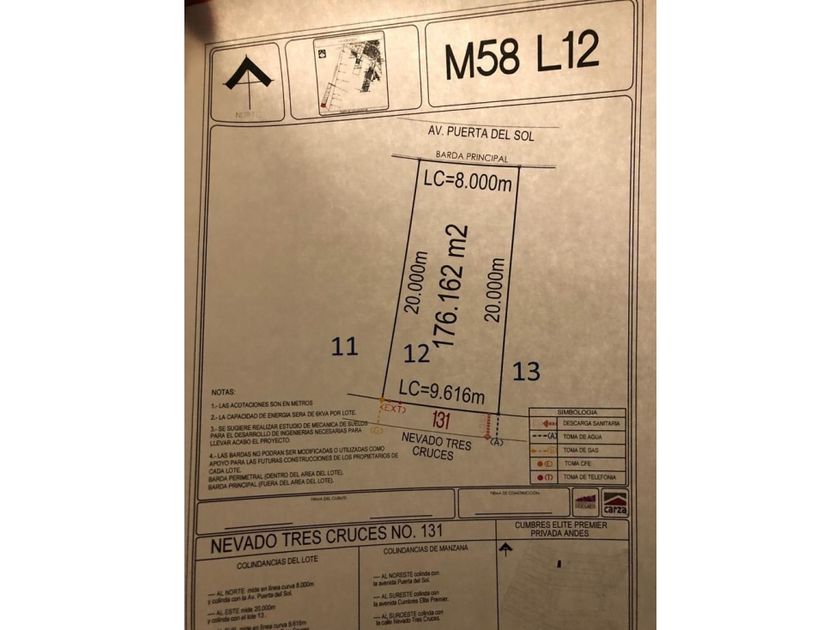 NORTE
M58 L12
AV. PUERTA DEL SOL
BARDA PRINCIPAL
LC=8.000m
20.000m
176.162 m2
20.000m
11
12
13
LC=9.616m
(EXT)
131
(G)
(A)
NEVADO TRES
CRUCES
NOTAS:
1.- LAS ACOTACIONES SON EN METROS
2.- LA CAPACIDAD DE ENERGIA SERA DE 6KVA POR LOTE.
3.- SE SUGIERE REALIZAR ESTUDIO DE MECANICA DE SUELOS
PARA EL DESARROLLO DE INGENIERIAS NECESARIAS PARA
LLEVAR ACABO EL PROYECTO.
4.- LAS BARDAS NO PODRAN SER MODIFICADAS O UTILIZADAS COMO
APOYO PARA LAS FUTURAS CONSTRUCCIONES DE LOS PROPIETARIOS DE
CADA LOTE.
BARDA PERIMETRAL (DENTRO DEL AREA DEL LOTE).
BARDA PRINCIPAL (FUERA DEL AREA DEL LOTE).
SIMBOLOGIA
DESCARGA SANITARIA
(A) TOMA DE AGUA
(G) TOMA DE GAS
(E) TOMA CFE
(T) TOMA DE TELEFONIA
FIRMA DEL CLIENTE
FIRMA DE CONSTRUCCIÓN
carza
NEVADO TRES CRUCES NO. 131
CUMBRES ELITE PREMIER
PRIVADA ANDES
COLINDANCIAS DEL LOTE
COLINDANCIAS DE MANZANA
— AL NORTE mide en linea curva 8.000m
y colinda con la Av. Puerta del Sol.
— AL ESTE mide 20.000m
y colinda con el lote 13.
— AL NORESTE colinda con
la avenida Puerta del Sol.
— AL SURESTE colinda con
la avenida Cumbres Elite Premier.
— AL SUROESTE colinda con
la calle Nevado Tres Cruces.